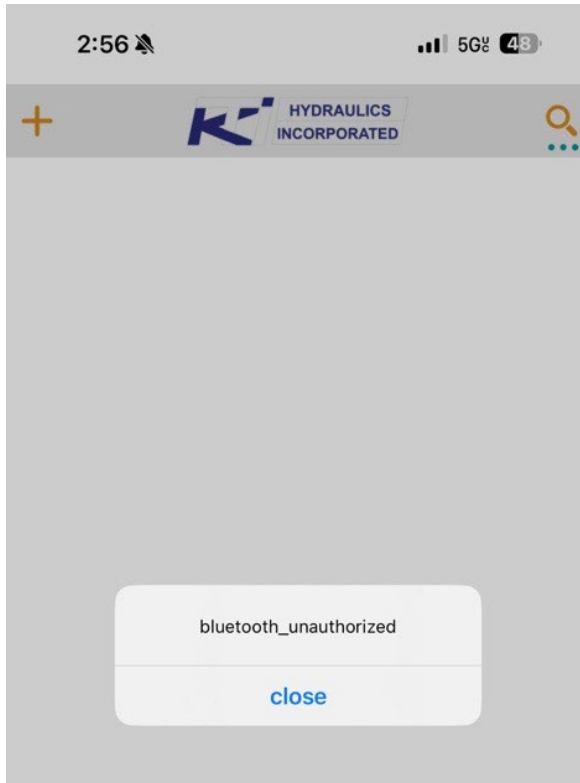 2:56
5G
48
HYDRAULICS
INCORPORATED
bluetooth_unauthorized
close